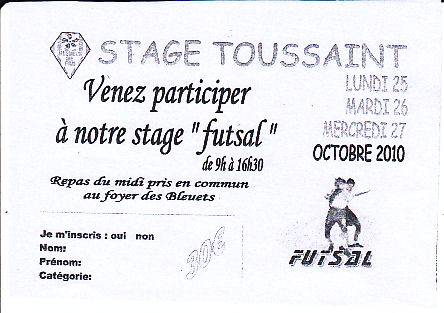 STAGE TOUSSAINT
Venez participer
à notre stage "futsal"
de 9h à 16h30
LUNDI 25
MARDI 26
MERCREDI 27
OCTOBRE 2010
Repas du midi pris en commun
au foyer des Bleuets
Je m'inscris : oui non
Nom:
Prénom:
Catégorie:
30€
FUTSAL